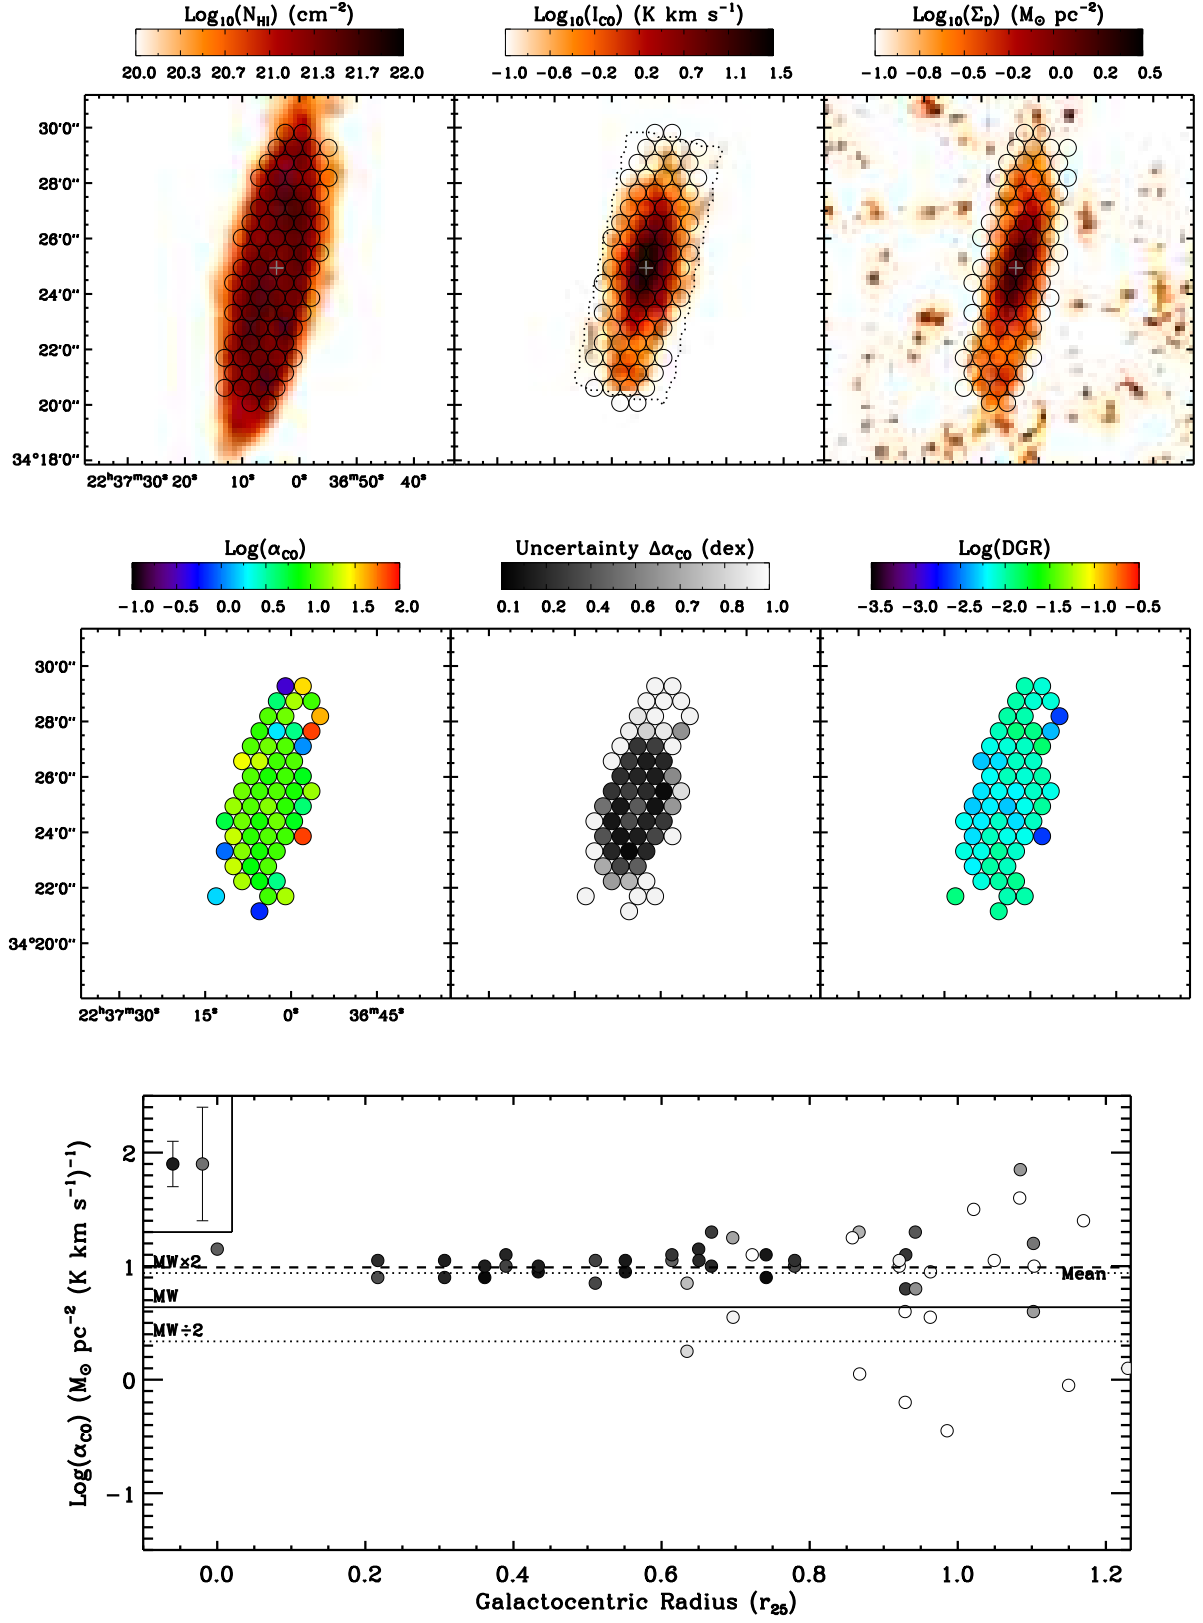 Log₁₀(N_HI) (cm⁻²) Log₁₀(I_CO) (K km s⁻¹) Log₁₀(Σ_D) (M⊙ pc⁻²)
20.0 20.3 20.7 21.0 21.3 21.7 22.0 −1.0 −0.6 −0.2 0.2 0.7 1.1 1.5 −1.0 −0.8 −0.5 −0.2 0.0 0.2 0.5
30'0"
28'0"
26'0"
24'0"
22'0"
20'0"
34°18'0"
22ʰ37ᵐ30ˢ 20ˢ 10ˢ 0ˢ 36ᵐ50ˢ 40ˢ
Log(α_CO) Uncertainty Δα_CO (dex) Log(DGR)
−1.0 −0.5 0.0 0.5 1.0 1.5 2.0 0.1 0.2 0.4 0.6 0.7 0.8 1.0 −3.5 −3.0 −2.5 −2.0 −1.5 −1.0 −0.5
30'0"
28'0"
26'0"
24'0"
22'0"
34°20'0"
22ʰ37ᵐ30ˢ 15ˢ 0ˢ 36ᵐ45ˢ
Log(α_CO) (M⊙ pc⁻² (K km s⁻¹)⁻¹)
2
1
0
−1
MW×2
Mean
MW
MW÷2
0.0 0.2 0.4 0.6 0.8 1.0 1.2
Galactocentric Radius (r₂₅)